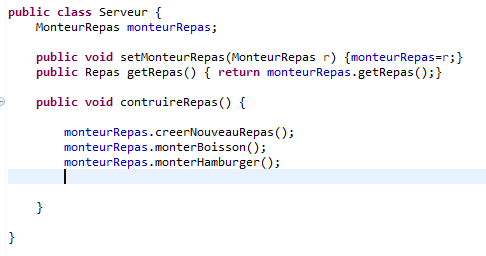 public class Serveur {
MonteurRepas monteurRepas;
public void setMonteurRepas(MonteurRepas r) {monteurRepas=r;}
public Repas getRepas() { return monteurRepas.getRepas();}
public void contruireRepas() {
monteurRepas.creerNouveauRepas();
monteurRepas.monterBoisson();
monteurRepas.monterHamburger();
}
}